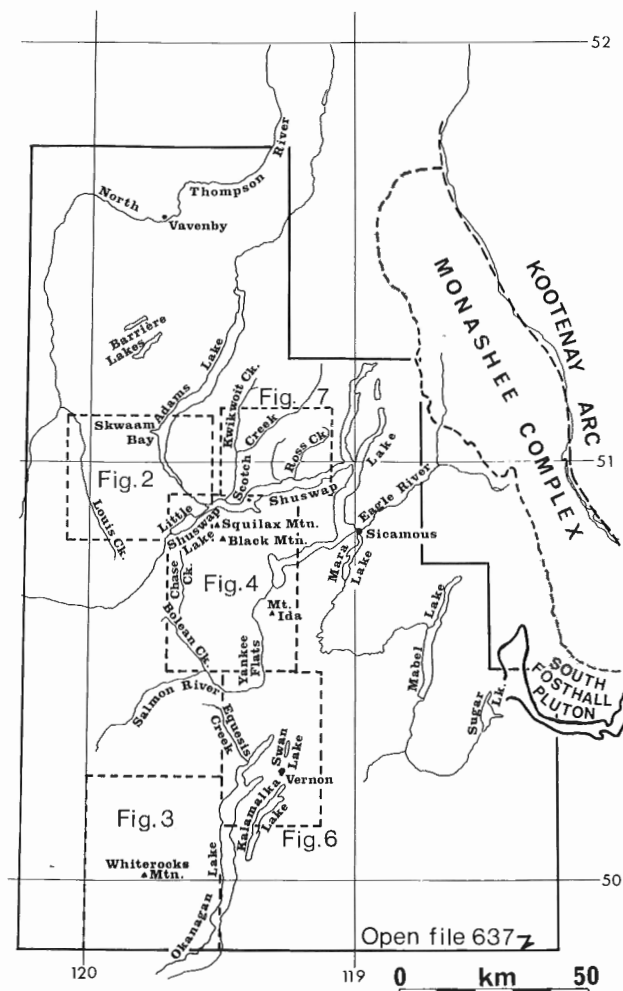 52
North Thompson River
Vavenby
Barrière
Lakes
Adams Lake
MONASHEE COMPLEX
KOOTENAY ARC
Skwaam
Bay
Kwikwoit Ck.
Fig. 7
Scotch Creek
Ross Ck.
51
Fig. 2
Louis Ck.
Shuswap Lake
Eagle River
Little
Shuswap
Lake
Squilax Mtn.
Black Mtn.
Sicamous
Mara
Lake
Chase
Ck.
Fig. 4
Mt.
Ida
Bolean Ck.
Yankee
Flats
Mabel Lake
SOUTH
FOSTHALL
PLUTON
Sugar Lk.
Salmon River
Equesis
Creek
Swan
Lake
Vernon
Kalamalka
Lake
Fig. 3
Fig. 6
Whiterocks
Mtn.
50
Okanagan Lake
Open file 637
120
119
0 km 50